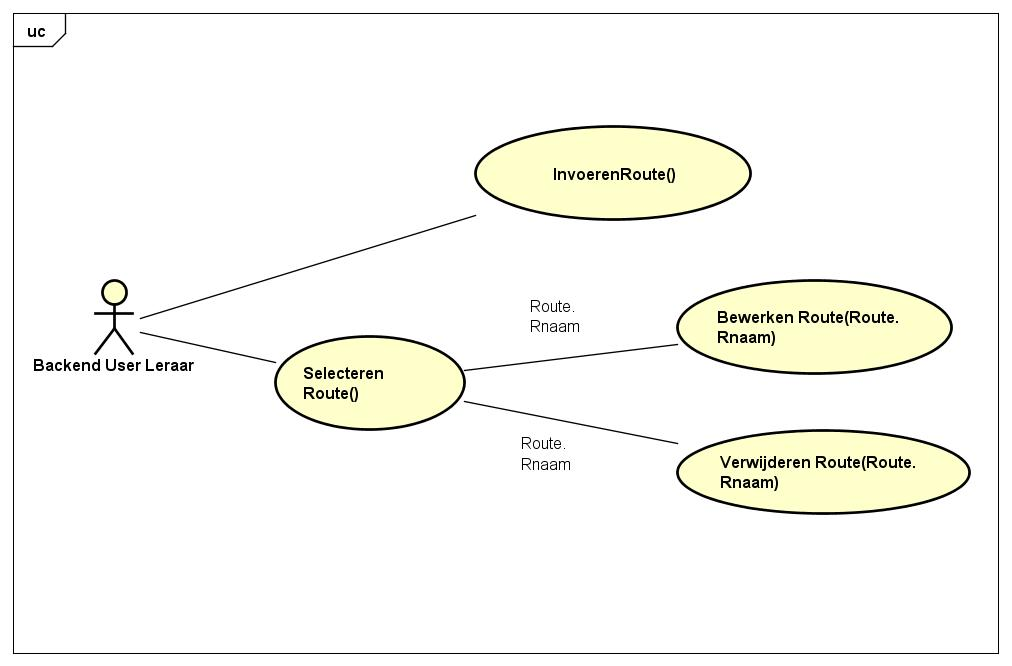 uc
InvoerenRoute()
Route.
Rnaam
Bewerken Route(Route.
Rnaam)
Backend User Leraar
Selecteren
Route()
Route.
Rnaam
Verwijderen Route(Route.
Rnaam)